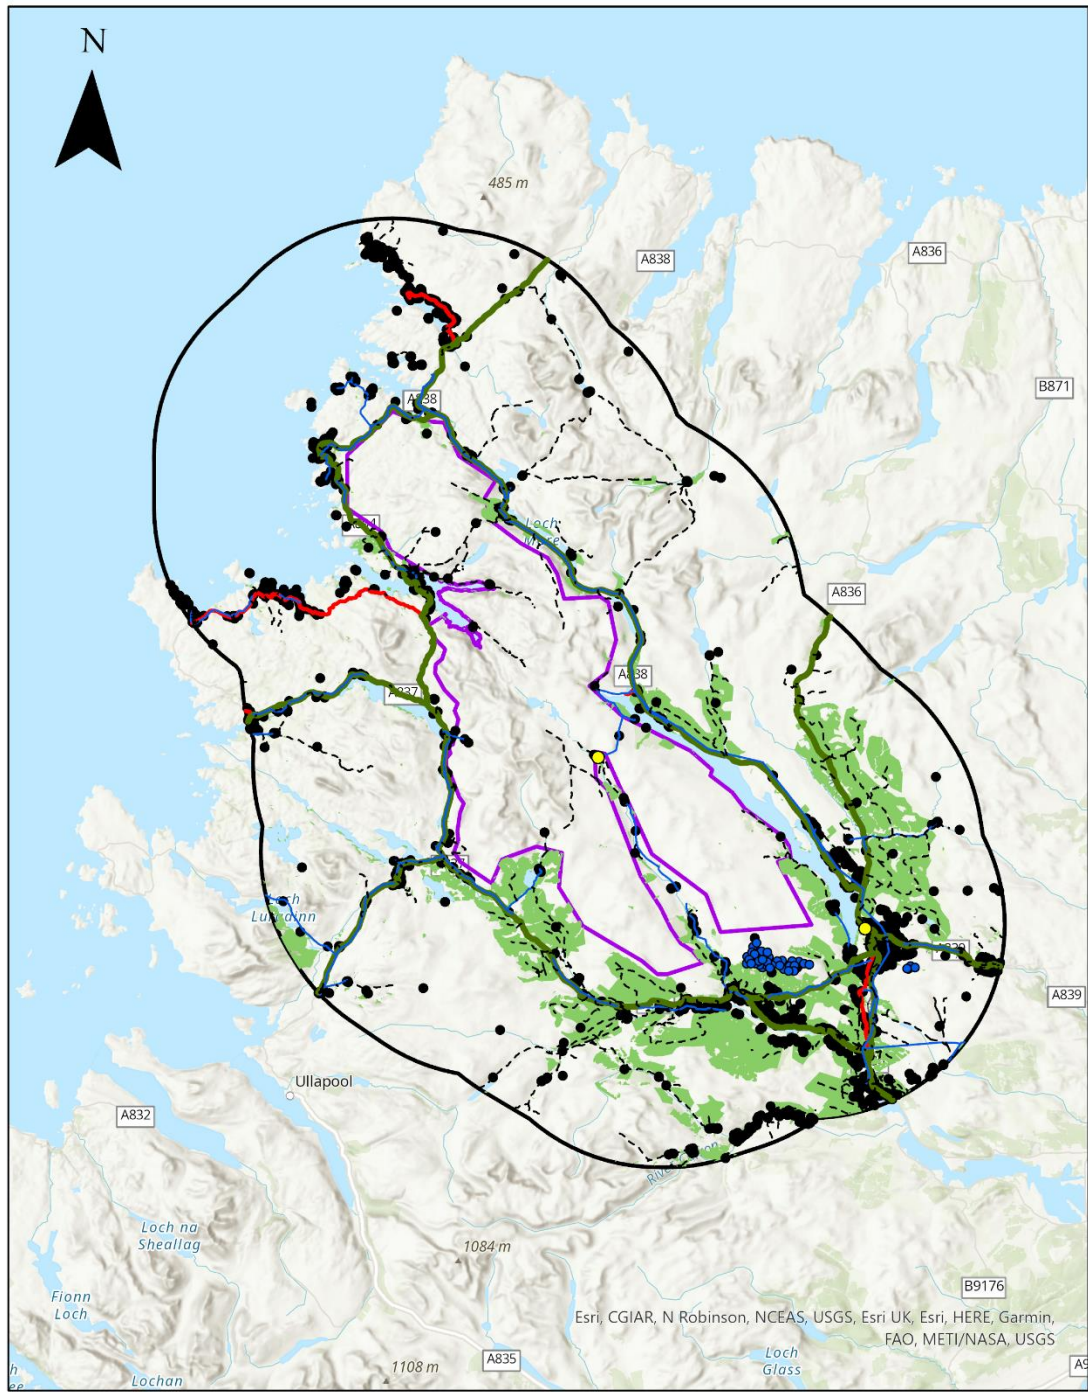 N
485 m
A838
A836
B871
A838
Loch
A836
A838
A837
Loch
A839
A839
Ullapool
A832
River
Loch na
Sheallag
1084 m
B9176
Fionn
Loch
Esri, CGIAR, N Robinson, NCEAS, USGS, Esri UK, Esri, HERE, Garmin,
FAO, METI/NASA, USGS
Loch
Glass
A835
1108 m
Lochan